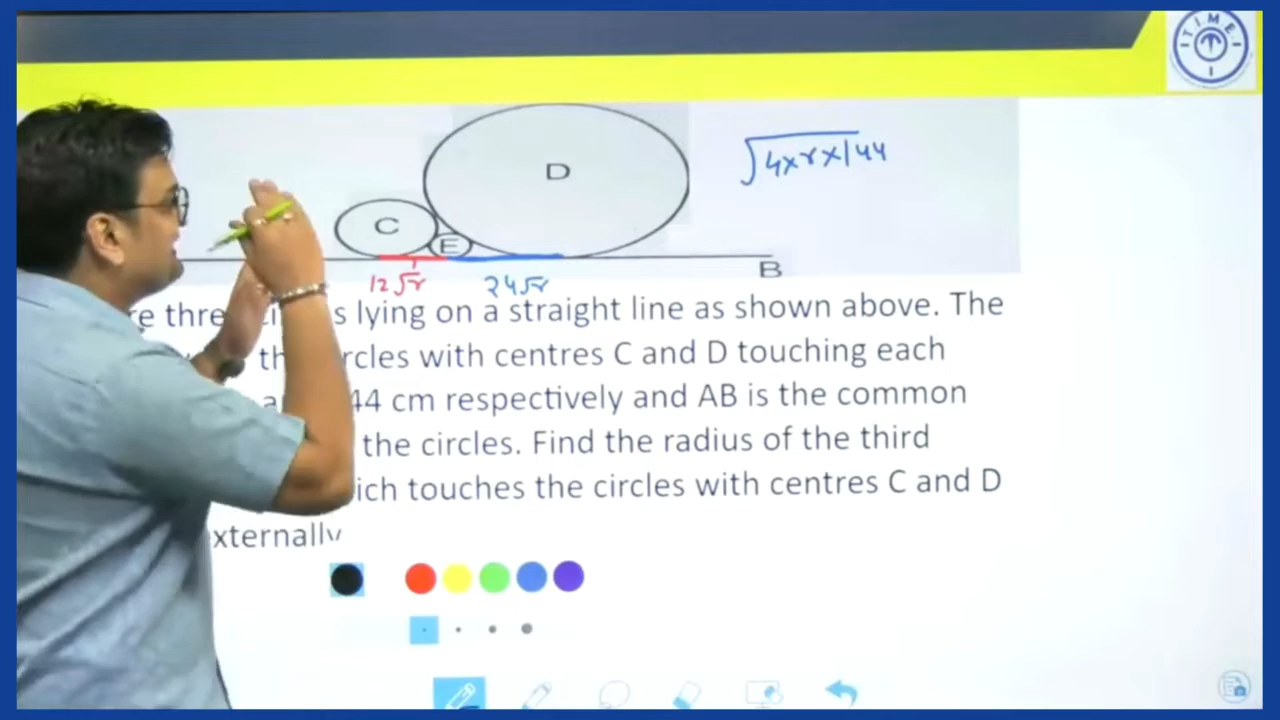 T.I.M.E.
D
√4×r×144
C
E
B
12√r
24√r
e thre s lying on a straight line as shown above. The
rcles with centres C and D touching each
44 cm respectively and AB is the common
the circles. Find the radius of the third
ich touches the circles with centres C and D
xternally